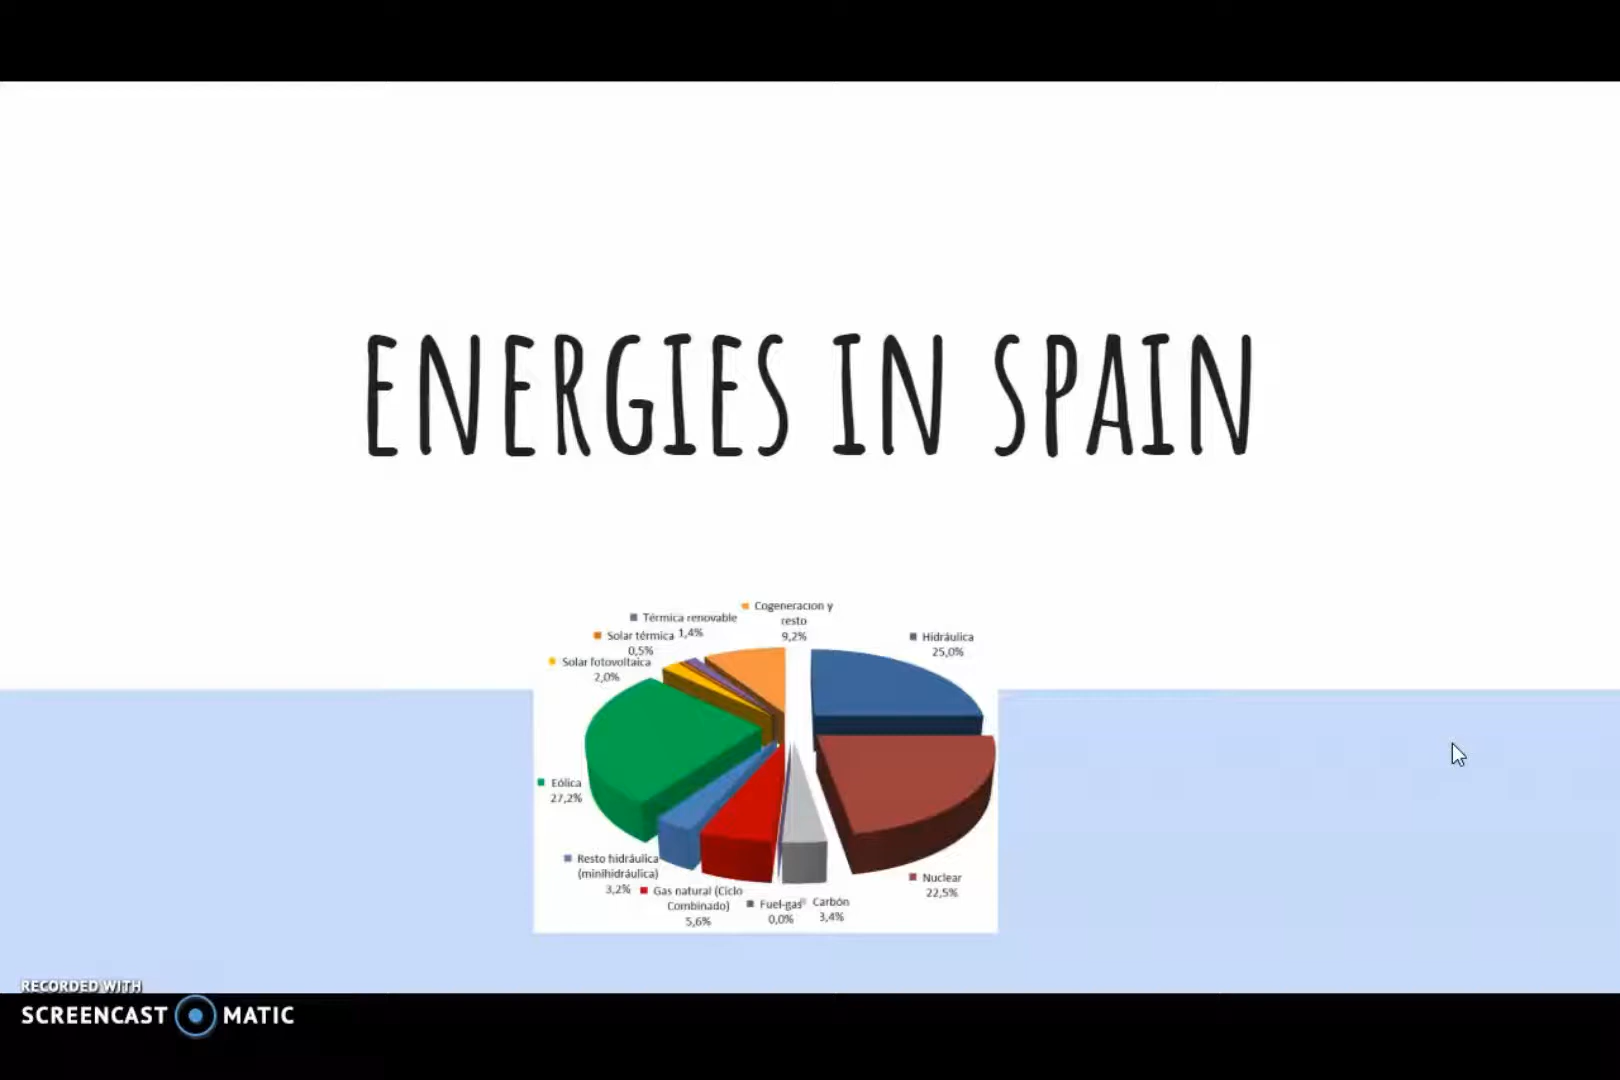 ENERGIES IN SPAIN
Cogeneracion y
resto
9,2%
Térmica renovable
1,4%
Solar térmica
0,5%
Solar fotovoltaica
2,0%
Hidráulica
25,0%
Eólica
27,2%
Resto hidráulica
(minihidráulica)
3,2%
Gas natural (Ciclo
Combinado)
5,6%
Fuel-gas
0,0%
Carbón
3,4%
Nuclear
22,5%
RECORDED WITH
SCREENCAST MATIC